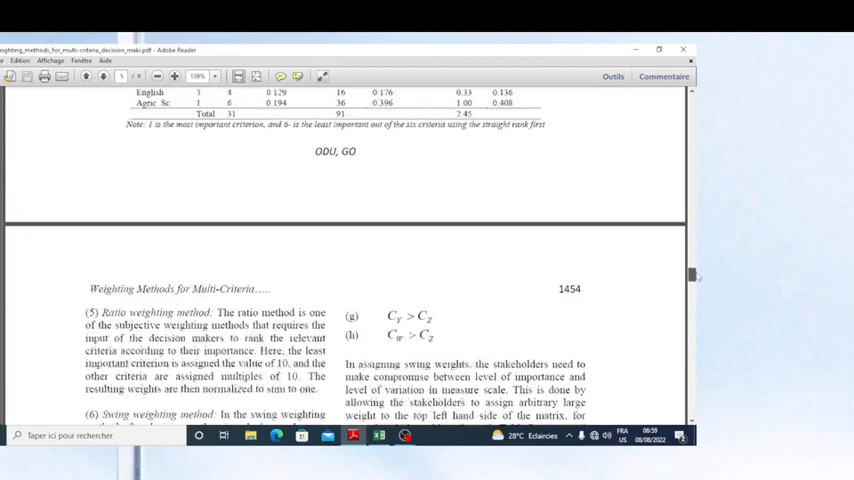 eighting_methods_for_multi-criteria_decision_maki.pdf - Adobe Reader
Edition Affichage Fenêtre Aide
5 / 9 139% Outils Commentaire
English 3 4 0 129 16 0 176 0.33 0.136
Agric Sc. 1 6 0.194 36 0.396 1.00 0.408
Total 31 91 2.45
Note: 1 is the most important criterion, and 6- is the least important out of the six criteria using the straight rank first
ODU, GO
Weighting Methods for Multi-Criteria….. 1454
(5) Ratio weighting method: The ratio method is one
of the subjective weighting methods that requires the
input of the decision makers to rank the relevant
criteria according to their importance. Here, the least
important criterion is assigned the value of 10, and the
other criteria are assigned multiples of 10. The
resulting weights are then normalized to sum to one.
(6) Swing weighting method: In the swing weighting
(g) CY > CZ
(h) CW > CZ
In assigning swing weights, the stakeholders need to
make compromise between level of importance and
level of variation in measure scale. This is done by
allowing the stakeholders to assign arbitrary large
weight to the top left hand side of the matrix, for
Taper ici pour rechercher
28°C Eclaircies
FRA
US
06:59
08/08/2022
2